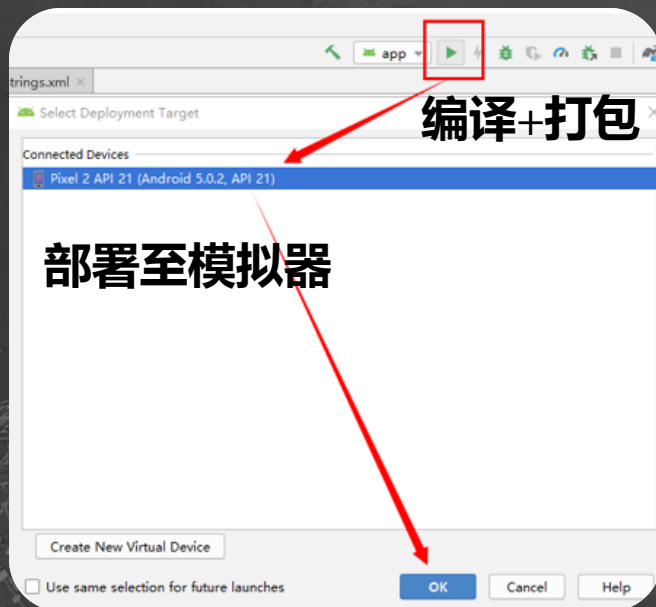 app
trings.xml
Select Deployment Target
编译+打包
Connected Devices
Pixel 2 API 21 (Android 5.0.2, API 21)
部署至模拟器
Create New Virtual Device
Use same selection for future launches
OK
Cancel
Help